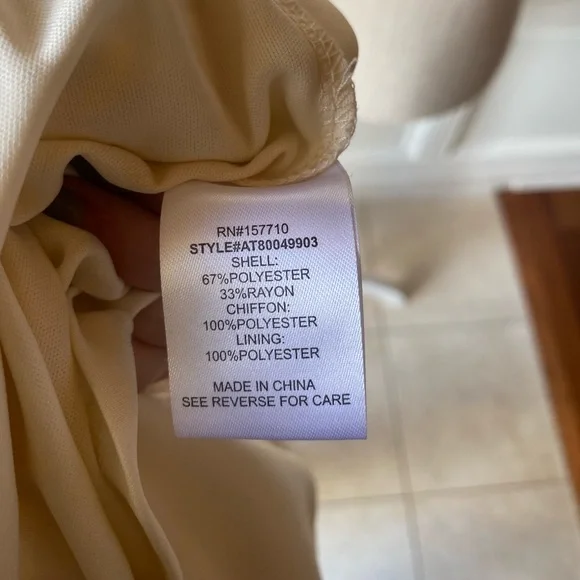 RN#157710
STYLE#AT80049903
SHELL:
67%POLYESTER
33%RAYON
CHIFFON:
100%POLYESTER
LINING:
100%POLYESTER
MADE IN CHINA
SEE REVERSE FOR CARE